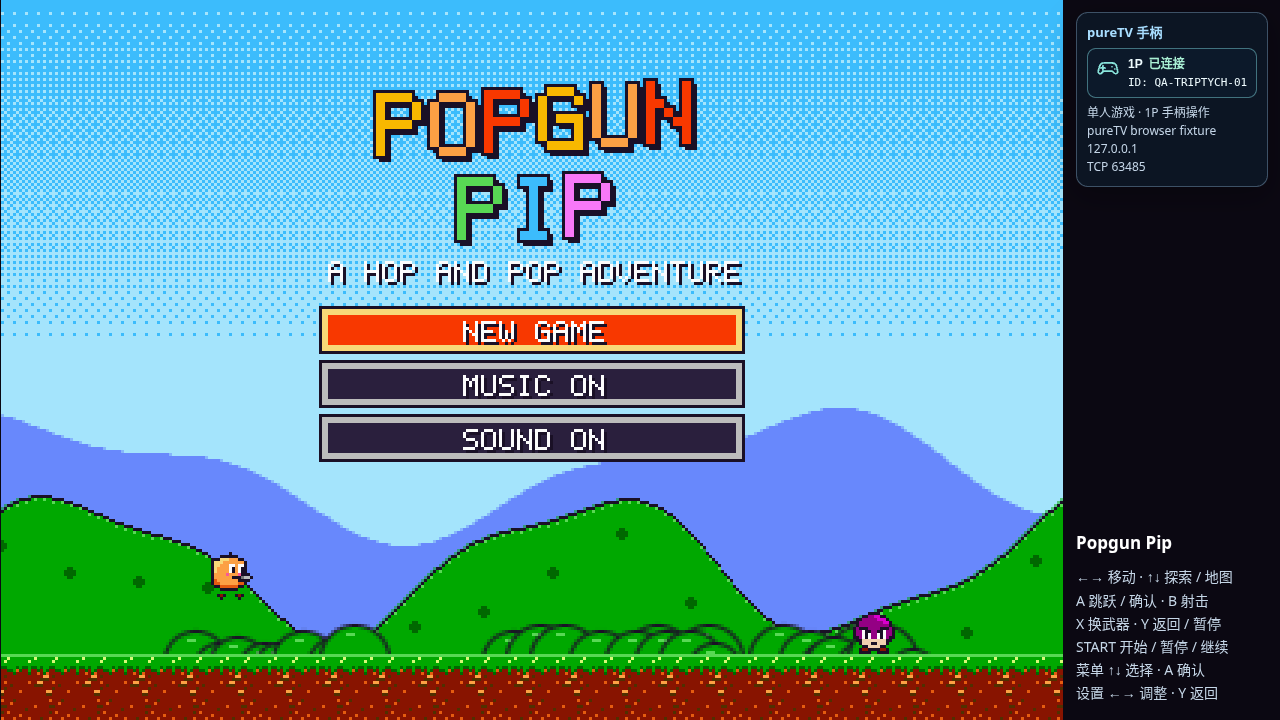 POPGUN
PIP
A HOP AND POP ADVENTURE
NEW GAME
MUSIC ON
SOUND ON
pureTV 手柄
1P 已连接
ID: QA-TRIPTYCH-01
单人游戏 · 1P 手柄操作
pureTV browser fixture
127.0.0.1
TCP 63485
Popgun Pip
←→ 移动 · ↑↓ 探索 / 地图
A 跳跃 / 确认 · B 射击
X 换武器 · Y 返回 / 暂停
START 开始 / 暂停 / 继续
菜单 ↑↓ 选择 · A 确认
设置 ←→ 调整 · Y 返回